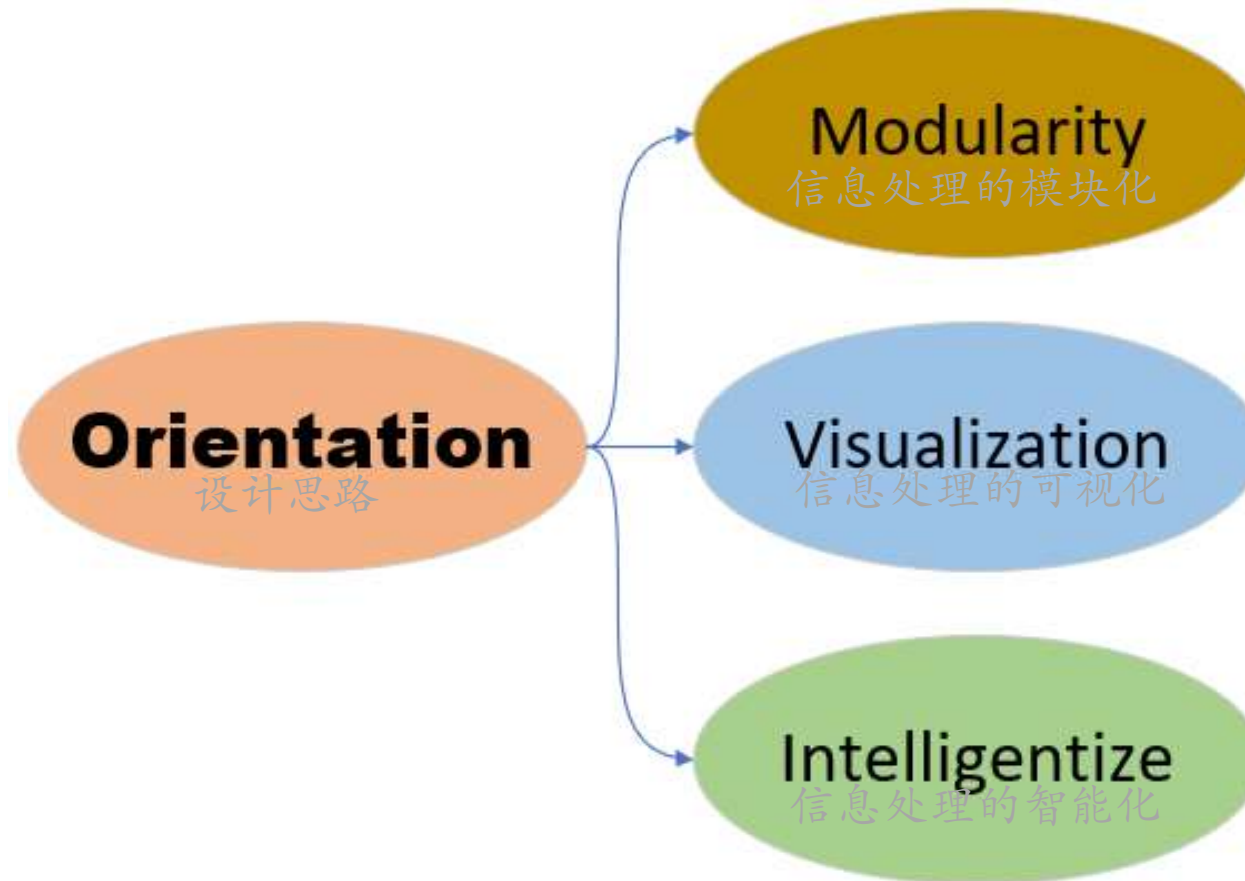 Modularity
信息处理的模块化
Orientation
设计思路
Visualization
信息处理的可视化
Intelligentize
信息处理的智能化